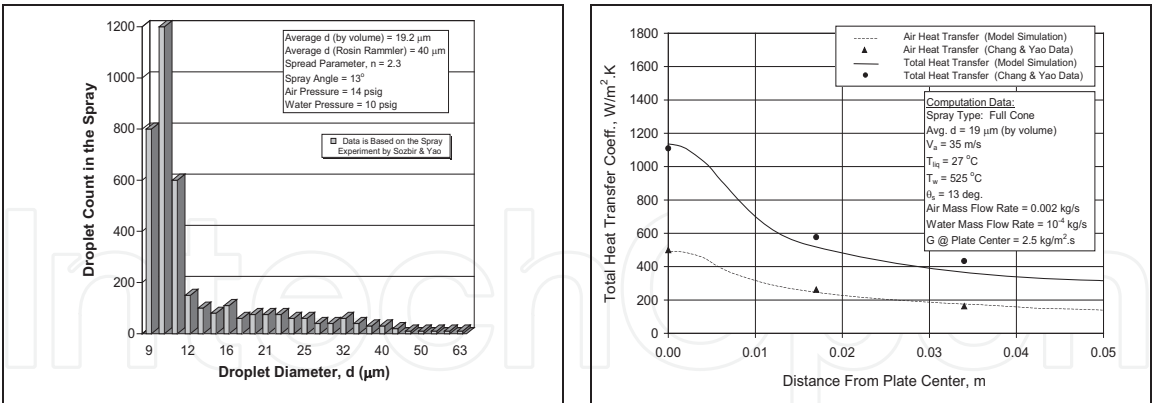 1200
1000
800
600
400
200
0
Droplet Count in the Spray
Average d (by volume) = 19.2 μm
Average d (Rosin Rammler) = 40 μm
Spread Parameter, n = 2.3
Spray Angle = 13°
Air Pressure = 14 psig
Water Pressure = 10 psig
Data is Based on the Spray
Experiment by Sozbir & Yao
9 12 16 21 25 32 40 50 63
Droplet Diameter, d (μm)
1800
1600
1400
1200
1000
800
600
400
200
0
Total Heat Transfer Coeff., W/m².K
Air Heat Transfer (Model Simulation)
Air Heat Transfer (Chang & Yao Data)
Total Heat Transfer (Model Simulation)
Total Heat Transfer (Chang & Yao Data)
Computation Data:
Spray Type: Full Cone
Avg. d = 19 μm (by volume)
Va = 35 m/s
Tliq = 27 °C
Tw = 525 °C
θs = 13 deg.
Air Mass Flow Rate = 0.002 kg/s
Water Mass Flow Rate = 10⁻⁴ kg/s
G @ Plate Center = 2.5 kg/m².s
0.00 0.01 0.02 0.03 0.04 0.05
Distance From Plate Center, m
IntechOpen